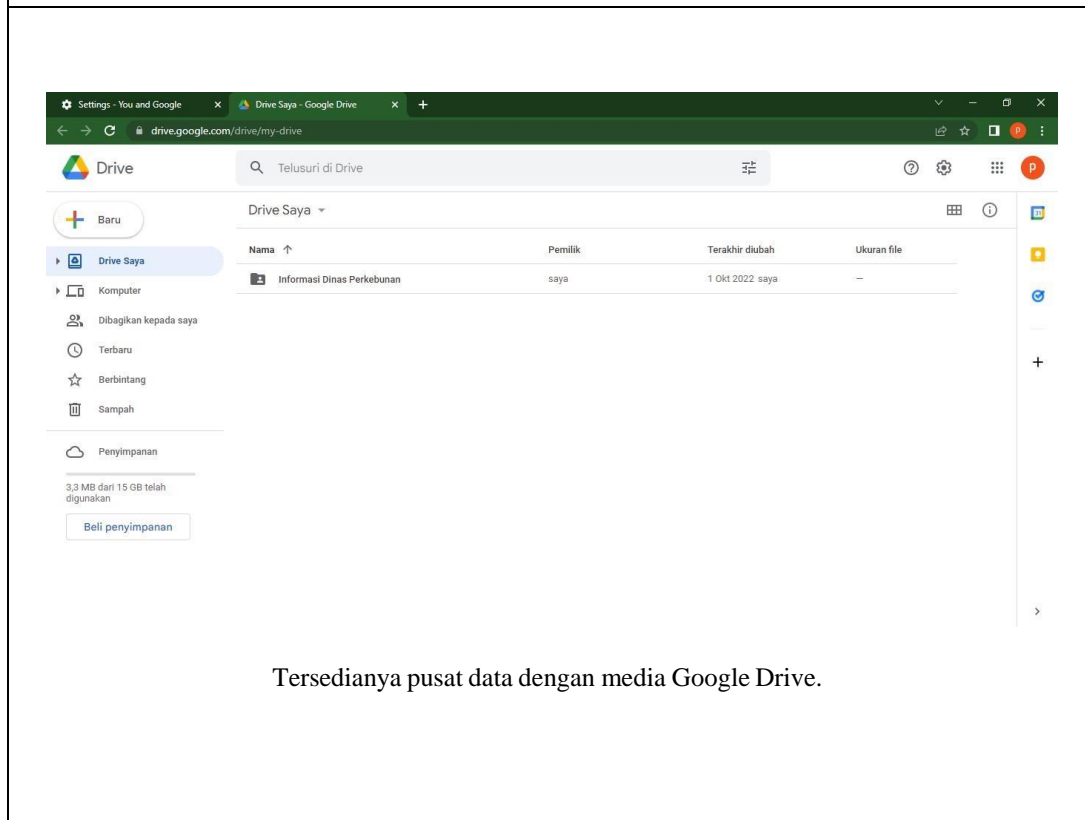 Settings - You and Google
Drive Saya - Google Drive
drive.google.com/drive/my-drive
P
Drive
Telusuri di Drive
P
Baru
Drive Saya
31
Nama
Pemilik
Terakhir diubah
Ukuran file
Drive Saya
Informasi Dinas Perkebunan
saya
1 Okt 2022 saya
—
Komputer
Dibagikan kepada saya
Terbaru
Berbintang
Sampah
Penyimpanan
3,3 MB dari 15 GB telah
digunakan
Beli penyimpanan
Tersedianya pusat data dengan media Google Drive.